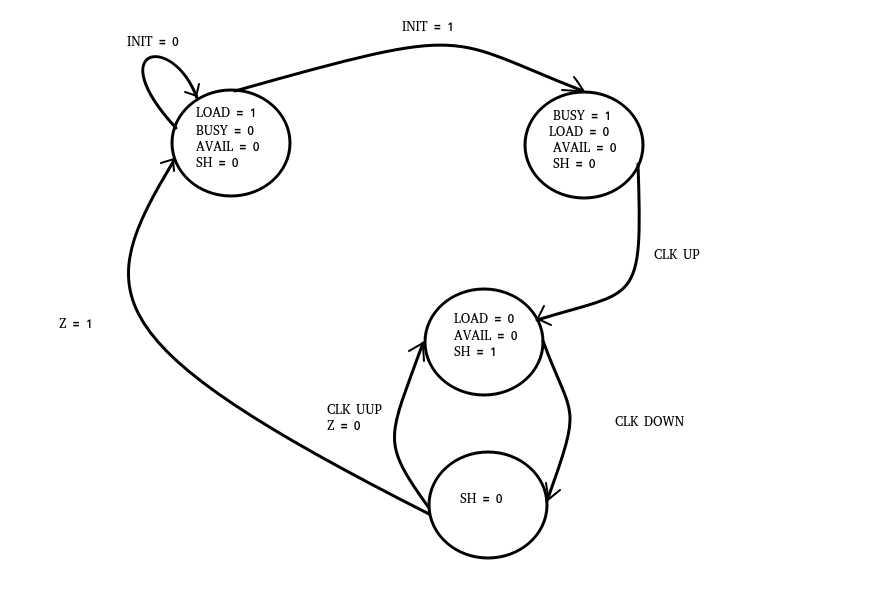 INIT = 1
INIT = 0
LOAD = 1
BUSY = 0
AVAIL = 0
SH = 0
BUSY = 1
LOAD = 0
AVAIL = 0
SH = 0
CLK UP
LOAD = 0
AVAIL = 0
SH = 1
Z = 1
CLK UUP
Z = 0
CLK DOWN
SH = 0